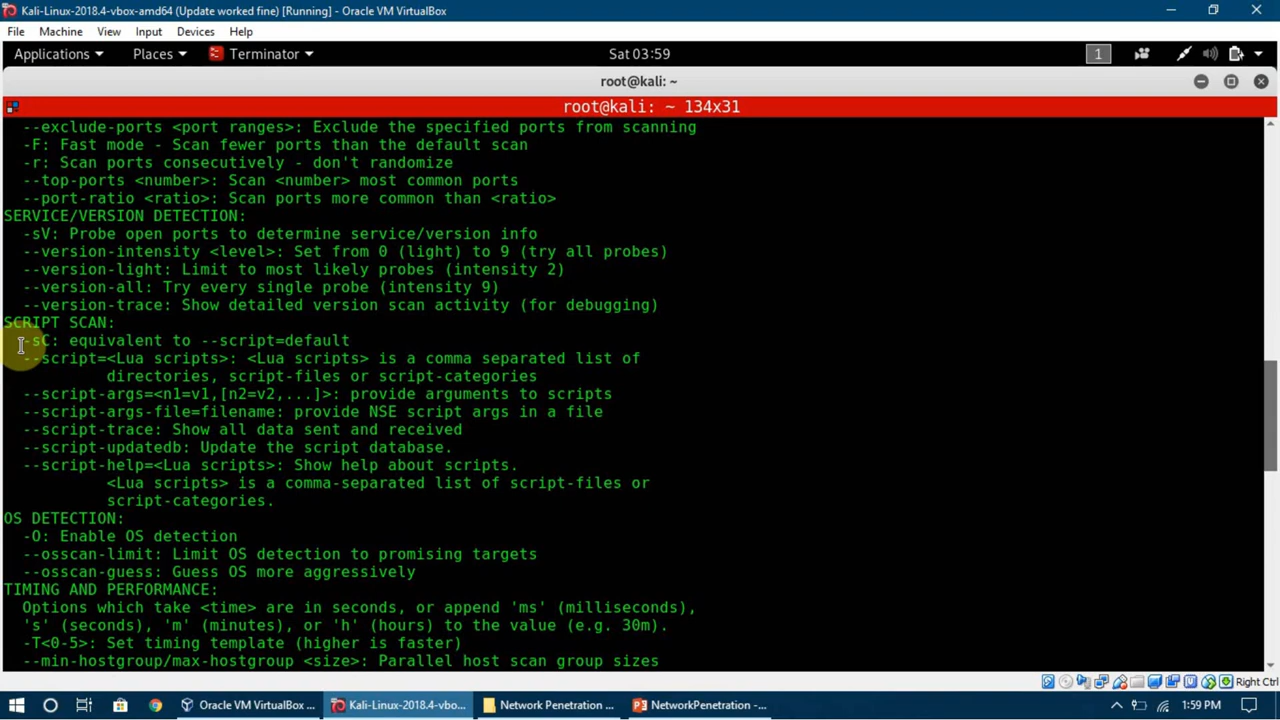 Kali-Linux-2018.4-vbox-amd64 (Update worked fine) [Running] - Oracle VM VirtualBox
File Machine View Input Devices Help
Applications Places Terminator Sat 03:59 1
root@kali: ~
root@kali: ~ 134x31
--exclude-ports <port ranges>: Exclude the specified ports from scanning
-F: Fast mode - Scan fewer ports than the default scan
-r: Scan ports consecutively - don't randomize
--top-ports <number>: Scan <number> most common ports
--port-ratio <ratio>: Scan ports more common than <ratio>
SERVICE/VERSION DETECTION:
-sV: Probe open ports to determine service/version info
--version-intensity <level>: Set from 0 (light) to 9 (try all probes)
--version-light: Limit to most likely probes (intensity 2)
--version-all: Try every single probe (intensity 9)
--version-trace: Show detailed version scan activity (for debugging)
SCRIPT SCAN:
-sC: equivalent to --script=default
--script=<Lua scripts>: <Lua scripts> is a comma separated list of
directories, script-files or script-categories
--script-args=<n1=v1,[n2=v2,...]>: provide arguments to scripts
--script-args-file=filename: provide NSE script args in a file
--script-trace: Show all data sent and received
--script-updatedb: Update the script database.
--script-help=<Lua scripts>: Show help about scripts.
<Lua scripts> is a comma-separated list of script-files or
script-categories.
OS DETECTION:
-O: Enable OS detection
--osscan-limit: Limit OS detection to promising targets
--osscan-guess: Guess OS more aggressively
TIMING AND PERFORMANCE:
Options which take <time> are in seconds, or append 'ms' (milliseconds),
's' (seconds), 'm' (minutes), or 'h' (hours) to the value (e.g. 30m).
-T<0-5>: Set timing template (higher is faster)
--min-hostgroup/max-hostgroup <size>: Parallel host scan group sizes
Right Ctrl
Oracle VM VirtualBox ... Kali-Linux-2018.4-vbo... Network Penetration ... NetworkPenetration -... 1:59 PM